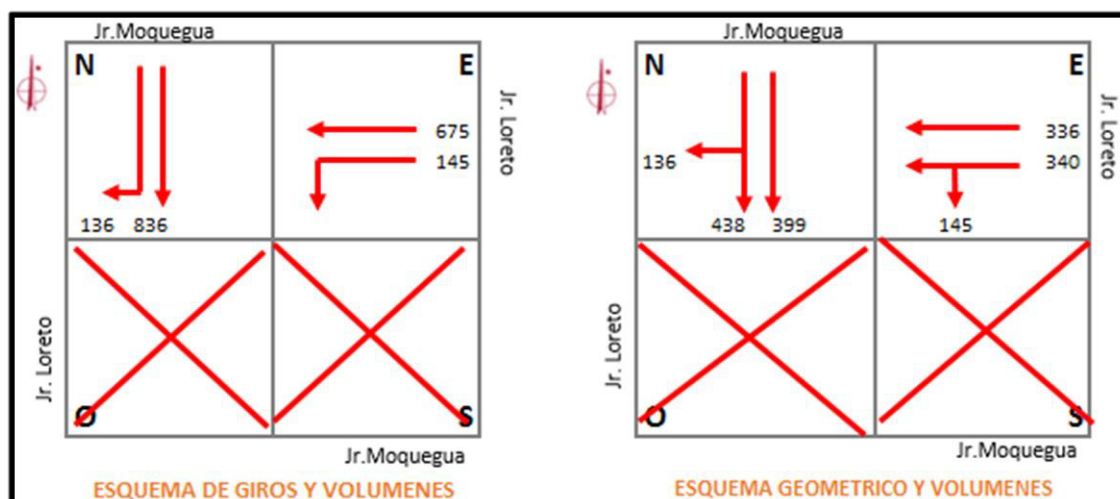 Jr.Moquegua
N
E
Jr. Loreto
675
145
136 836
Jr. Loreto
O
S
Jr.Moquegua
ESQUEMA DE GIROS Y VOLUMENES
Jr.Moquegua
N
E
Jr. Loreto
336
340
136
438 399
145
Jr. Loreto
O
S
Jr.Moquegua
ESQUEMA GEOMETRICO Y VOLUMENES